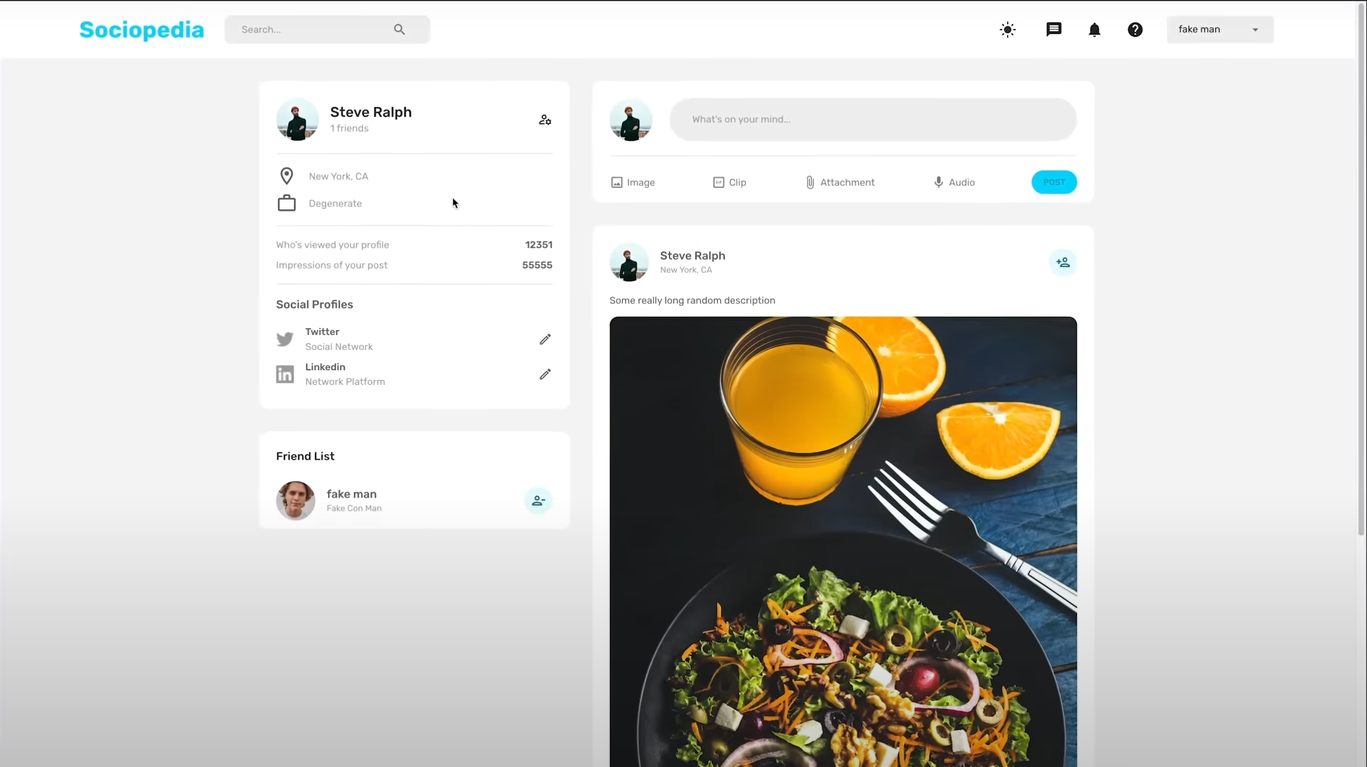 Sociopedia
Search...
fake man
Steve Ralph
1 friends
New York, CA
Degenerate
Who's viewed your profile 12351
Impressions of your post 55555
Social Profiles
Twitter
Social Network
Linkedin
Network Platform
Friend List
fake man
Fake Con Man
What's on your mind...
Image Clip Attachment Audio POST
Steve Ralph
New York, CA
Some really long random description